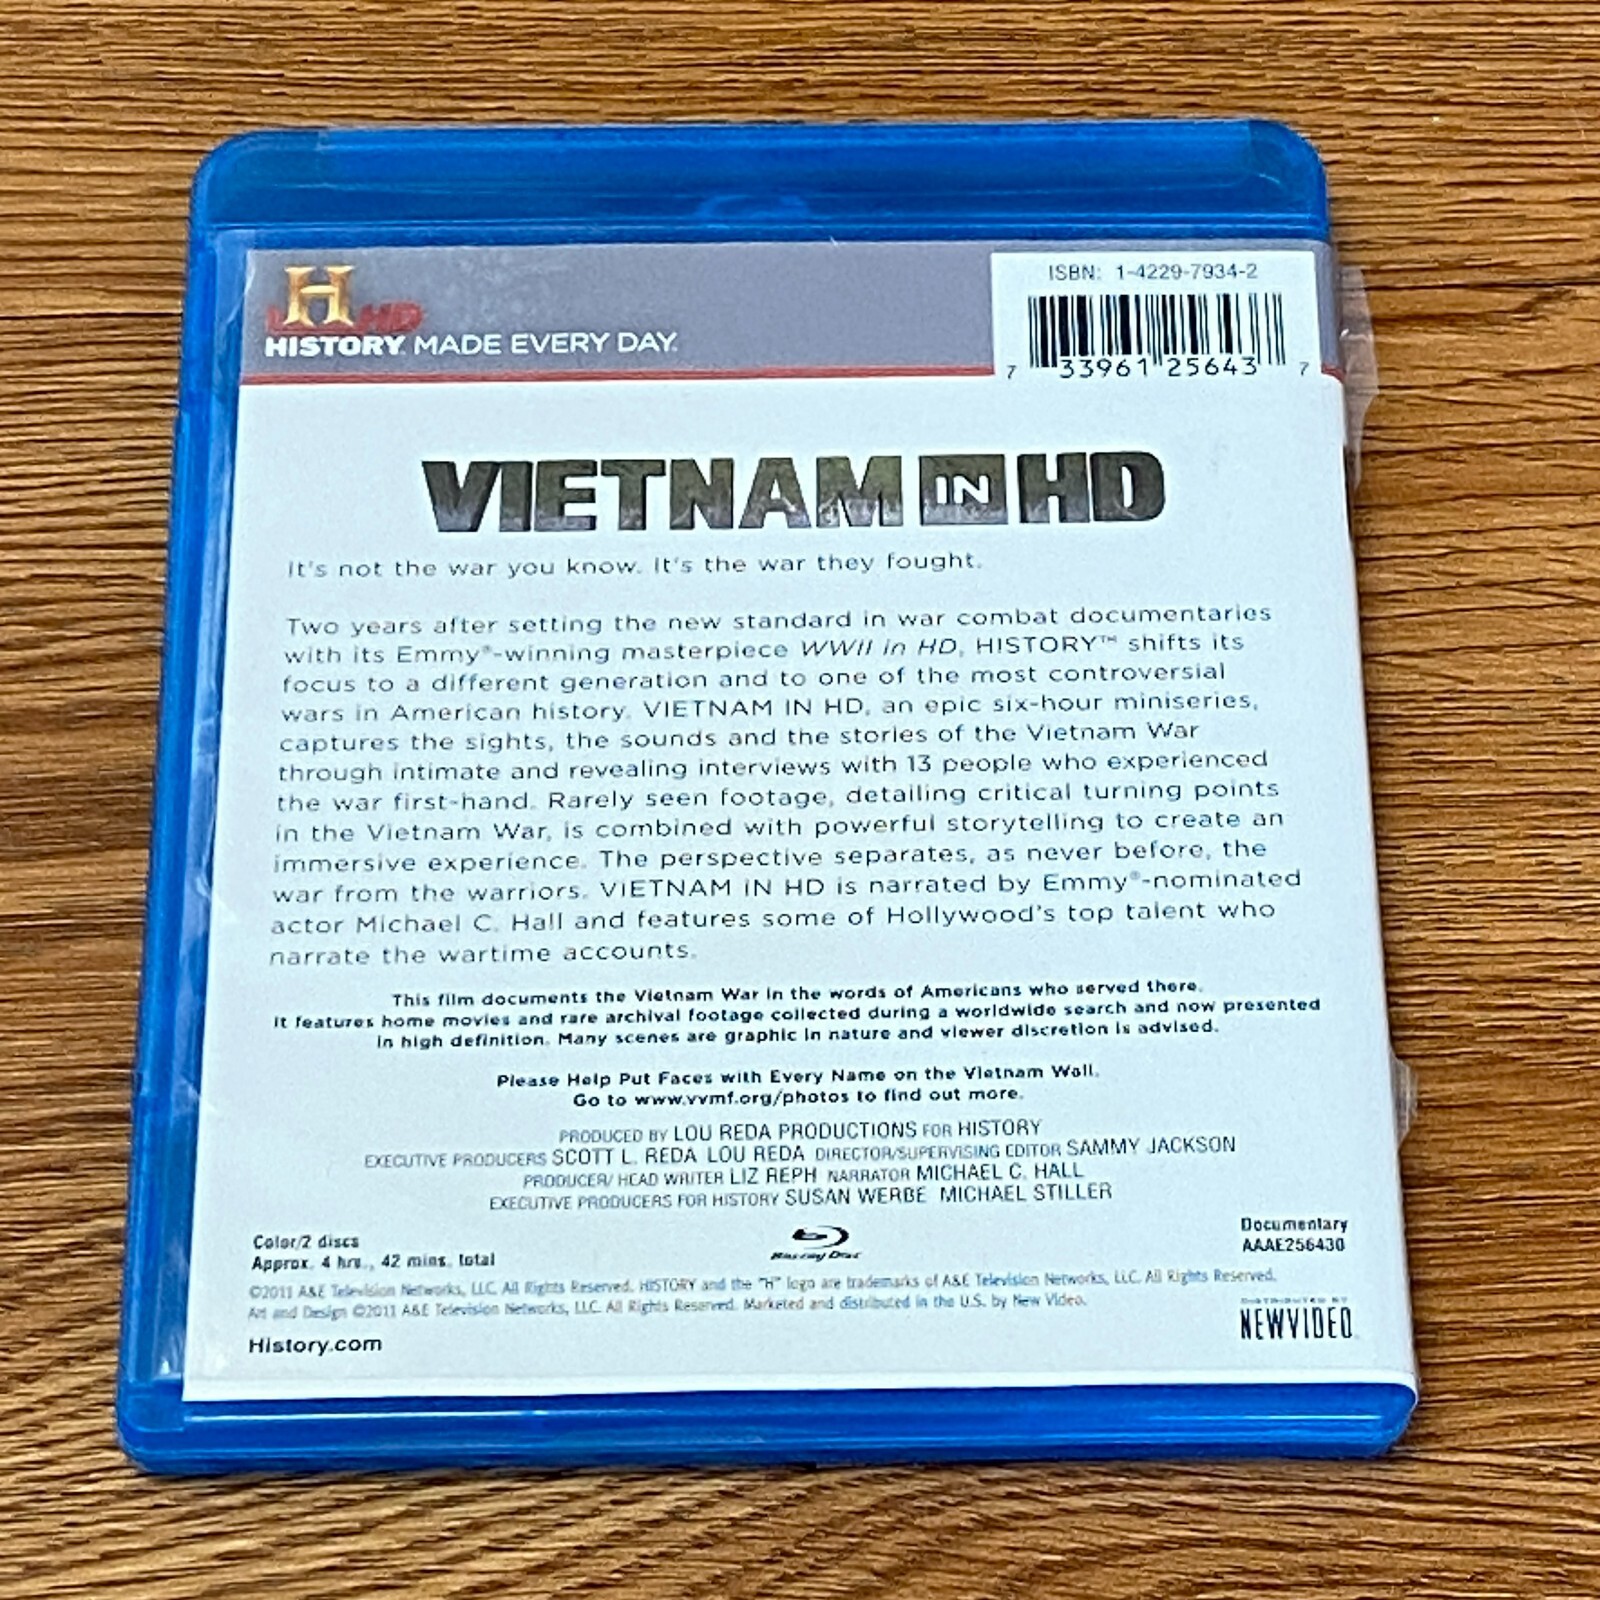 H HD
HISTORY. MADE EVERY DAY.
ISBN: 1-4229-7934-2
7 33961 25643 7
VIETNAM IN HD
It's not the war you know. It's the war they fought.
Two years after setting the new standard in war combat documentaries
with its Emmy®-winning masterpiece WWII in HD, HISTORY™ shifts its
focus to a different generation and to one of the most controversial
wars in American history. VIETNAM IN HD, an epic six-hour miniseries,
captures the sights, the sounds and the stories of the Vietnam War
through intimate and revealing interviews with 13 people who experienced
the war first-hand. Rarely seen footage, detailing critical turning points
in the Vietnam War, is combined with powerful storytelling to create an
immersive experience. The perspective separates, as never before, the
war from the warriors. VIETNAM IN HD is narrated by Emmy®-nominated
actor Michael C. Hall and features some of Hollywood's top talent who
narrate the wartime accounts.
This film documents the Vietnam War in the words of Americans who served there.
It features home movies and rare archival footage collected during a worldwide search and now presented
in high definition. Many scenes are graphic in nature and viewer discretion is advised.
Please Help Put Faces with Every Name on the Vietnam Wall.
Go to www.vvmf.org/photos to find out more.
PRODUCED BY LOU REDA PRODUCTIONS FOR HISTORY
EXECUTIVE PRODUCERS SCOTT L. REDA LOU REDA DIRECTOR/SUPERVISING EDITOR SAMMY JACKSON
PRODUCER/ HEAD WRITER LIZ REPH NARRATOR MICHAEL C. HALL
EXECUTIVE PRODUCERS FOR HISTORY SUSAN WERBE MICHAEL STILLER
Color/2 discs
Approx. 4 hrs., 42 mins. total
Blu-ray Disc
Documentary
AAAE256430
©2011 A&E Television Networks, LLC. All Rights Reserved. HISTORY and the "H" logo are trademarks of A&E Television Networks, LLC. All Rights Reserved.
Art and Design ©2011 A&E Television Networks, LLC. All Rights Reserved. Marketed and distributed in the U.S. by New Video.
DISTRIBUTED BY
NEWVIDEO
History.com